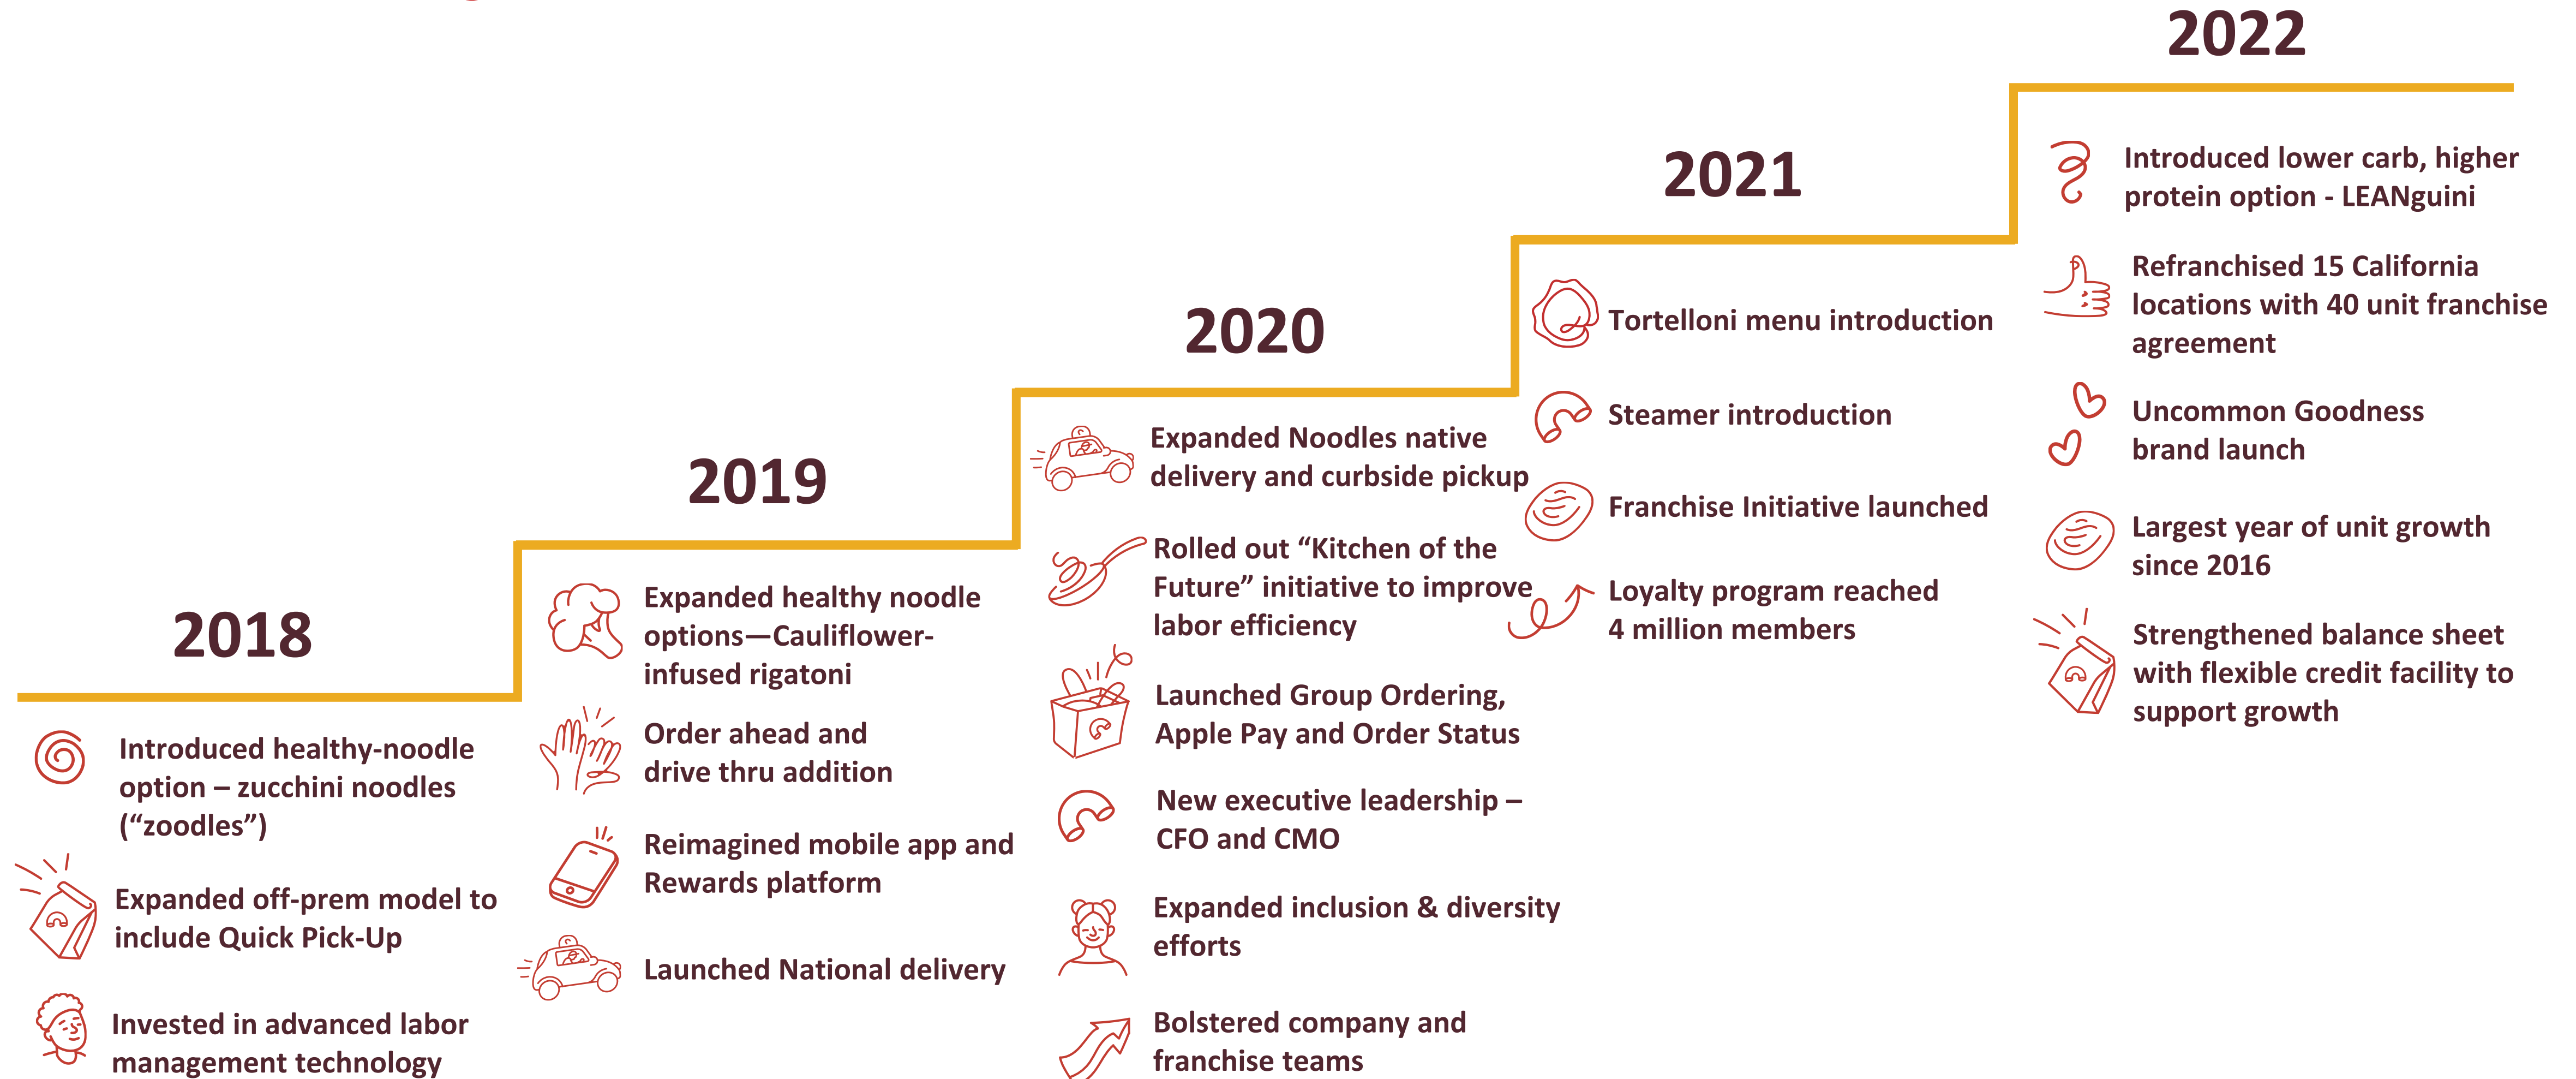 2018
Introduced healthy-noodle
option – zucchini noodles
(“zoodles”)
Expanded off-prem model to
include Quick Pick-Up
Invested in advanced labor
management technology
2019
Expanded healthy noodle
options—Cauliflower-
infused rigatoni
Order ahead and
drive thru addition
Reimagined mobile app and
Rewards platform
Launched National delivery
2020
Expanded Noodles native
delivery and curbside pickup
Rolled out “Kitchen of the
Future” initiative to improve
labor efficiency
Launched Group Ordering,
Apple Pay and Order Status
New executive leadership –
CFO and CMO
Expanded inclusion & diversity
efforts
Bolstered company and
franchise teams
2021
Tortelloni menu introduction
Steamer introduction
Franchise Initiative launched
Loyalty program reached
4 million members
2022
Introduced lower carb, higher
protein option - LEANguini
Refranchised 15 California
locations with 40 unit franchise
agreement
Uncommon Goodness
brand launch
Largest year of unit growth
since 2016
Strengthened balance sheet
with flexible credit facility to
support growth